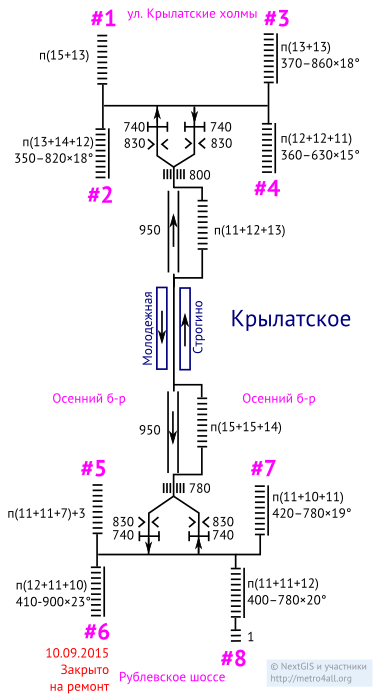 ул. Крылатские холмы
#1
#3
п(15+13)
п(13+13)
370–860×18°
740
740
830
830
п(13+14+12)
350–820×18°
п(12+12+11)
360–630×15°
800
#2
#4
950
п(11+12+13)
Молодежная
Строгино
Крылатское
Осенний б-р
Осенний б-р
950
п(15+15+14)
#5
#7
780
п(11+11+7)+3
п(11+10+11)
420–780×19°
830
830
740
740
п(12+11+10)
410-900×23°
п(11+11+12)
400–780×20°
#6
1
10.09.2015
Закрыто
на ремонт
#8
Рублевское шоссе
© NextGIS и участники
http://metro4all.org